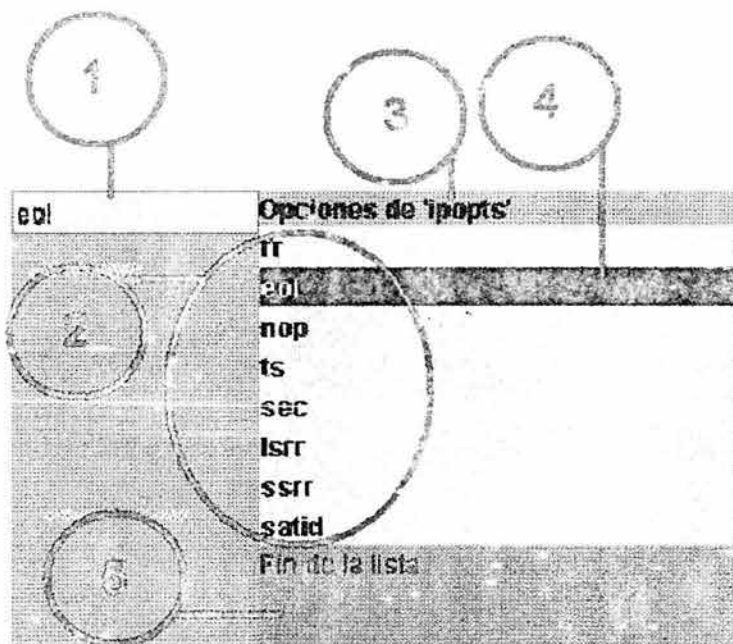 1
3
4
eol
Opciones de 'ipopts'
rr
eol
2
nop
ts
sec
lsrr
ssrr
satid
Fin de la lista
5